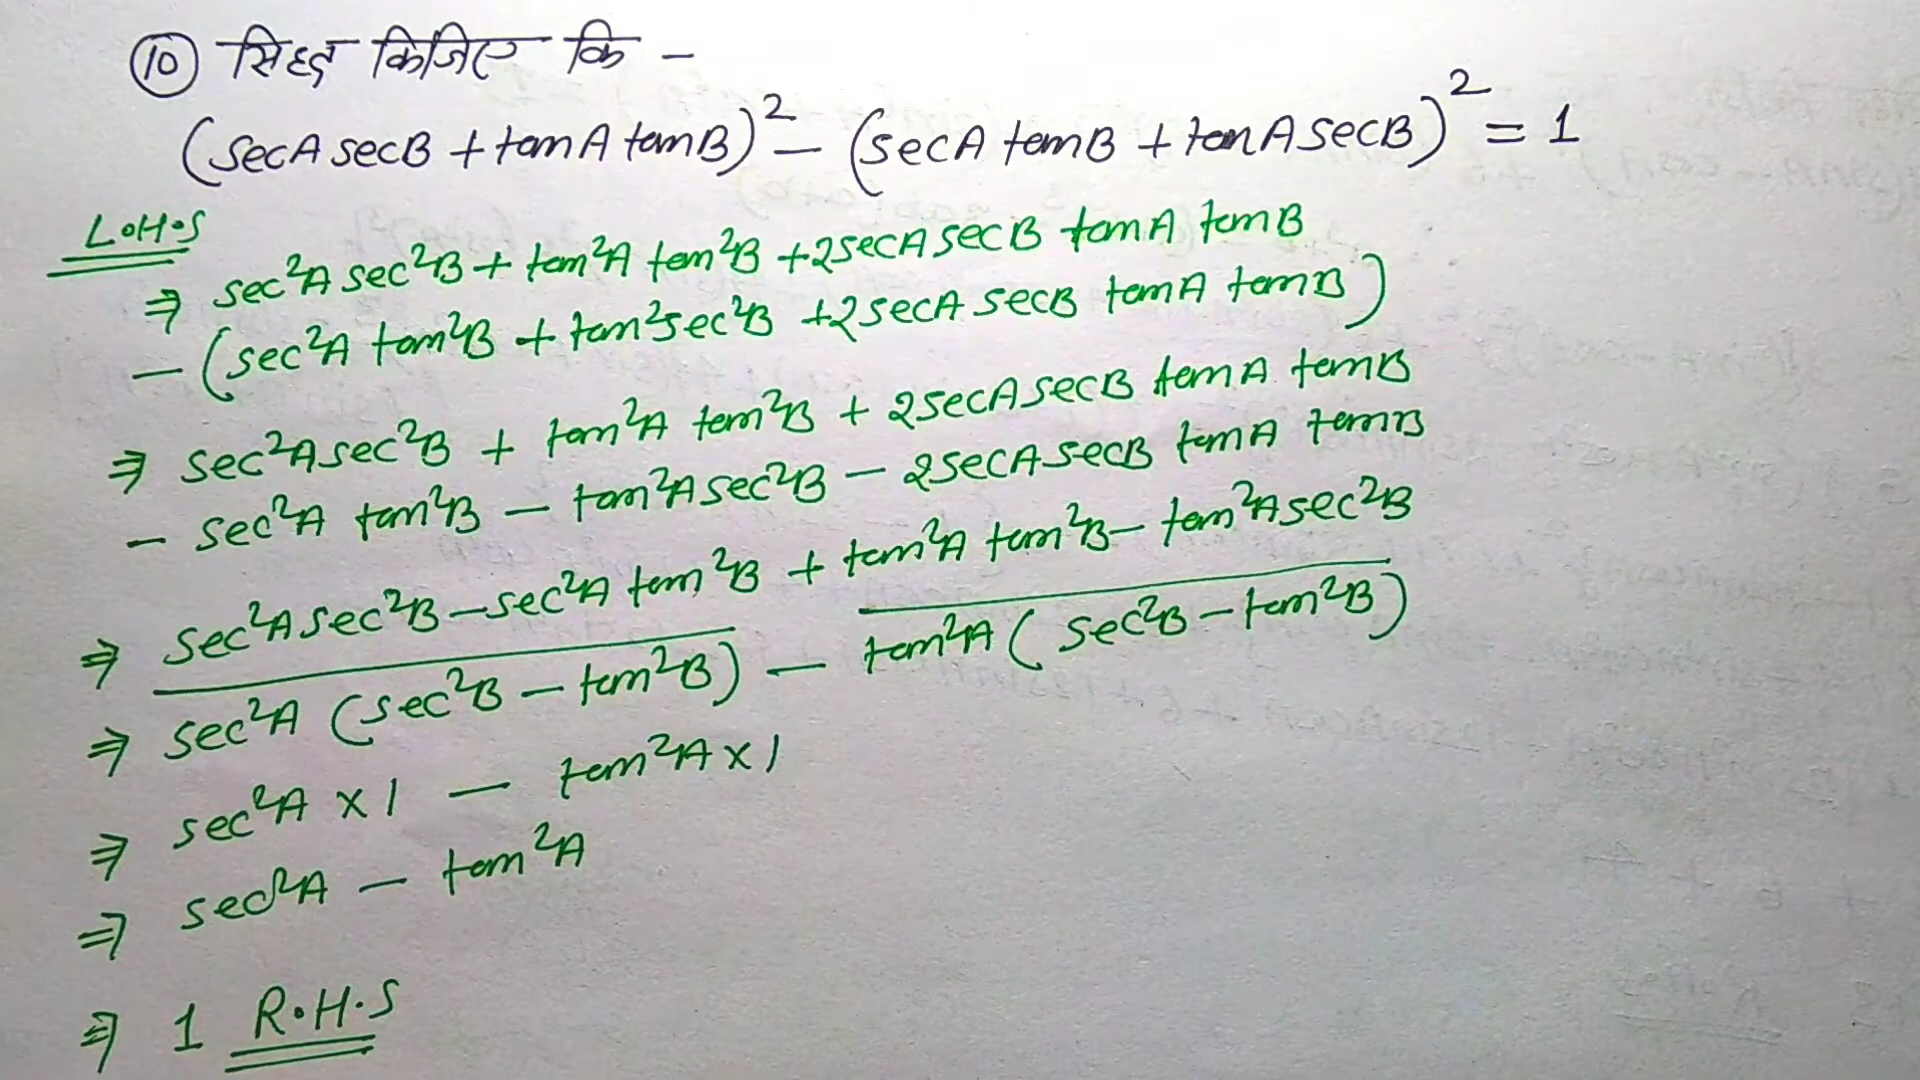 ⑩ सिद्ध किजिए कि -
(secA secB + tanA tanB)² - (secA tanB + tanA secB)² = 1
L.H.S
⇒ sec²A sec²B + tan²A tan²B + 2secA secB tanA tanB
- (sec²A tan²B + tan²sec²B + 2secA secB tanA tanB)
⇒ sec²A sec²B + tan²A tan²B + 2secA secB tanA tanB
- sec²A tan²B - tan²A sec²B - 2secA secB tanA tanB
⇒ sec²A sec²B - sec²A tan²B + tan²A tan²B - tan²A sec²B
⇒ sec²A (sec²B - tan²B) - tan²A (sec²B - tan²B)
⇒ sec²A × 1 - tan²A × 1
⇒ sec²A - tan²A
⇒ 1 R.H.S